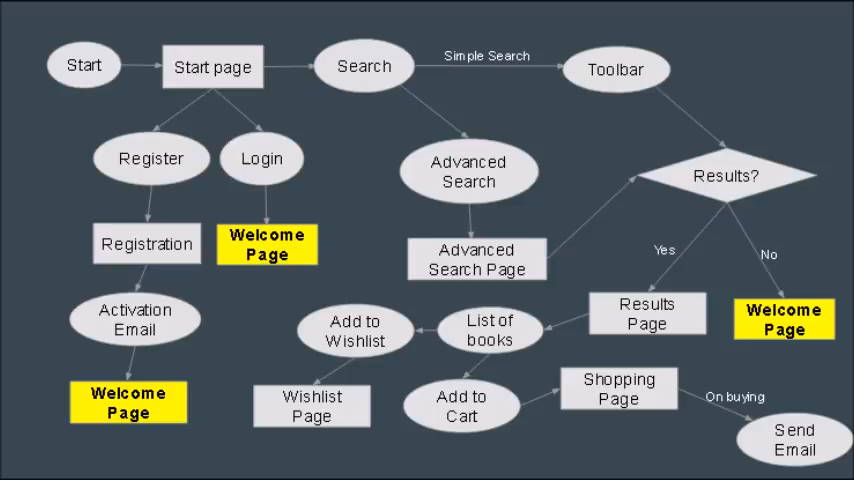 Start
Start page
Search
Simple Search
Toolbar
Register
Login
Advanced
Search
Results?
Registration
Welcome
Page
Advanced
Search Page
Yes
No
Activation
Email
Add to
Wishlist
List of
books
Results
Page
Welcome
Page
Welcome
Page
Wishlist
Page
Add to
Cart
Shopping
Page
On buying
Send
Email